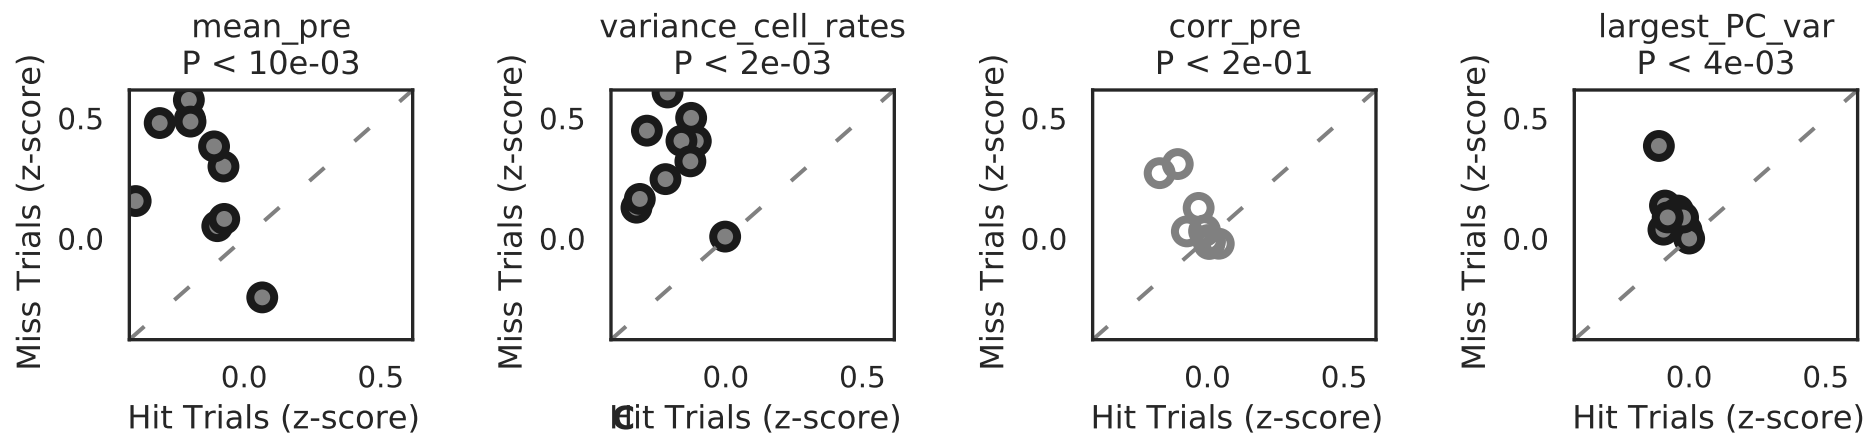 mean_pre
P < 10e-03
Miss Trials (z-score)
0.5
0.0
0.0
0.5
Hit Trials (z-score)
variance_cell_rates
P < 2e-03
Miss Trials (z-score)
0.5
0.0
0.0
0.5
Hit Trials (z-score)
C
corr_pre
P < 2e-01
Miss Trials (z-score)
0.5
0.0
0.0
0.5
Hit Trials (z-score)
largest_PC_var
P < 4e-03
Miss Trials (z-score)
0.5
0.0
0.0
0.5
Hit Trials (z-score)